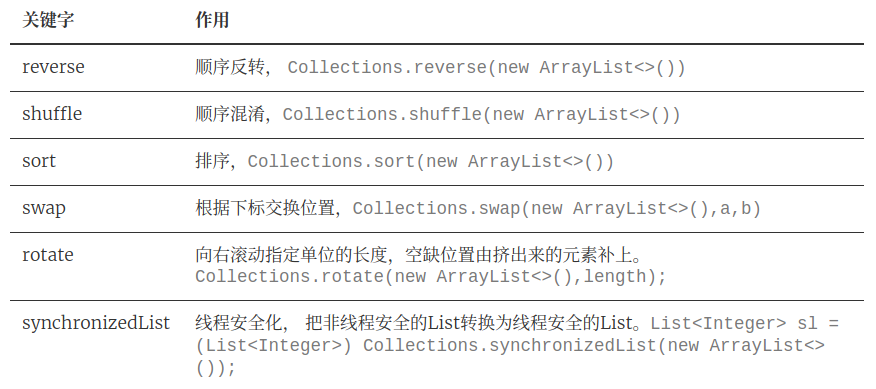 关键字 作用
reverse 顺序反转， Collections.reverse(new ArrayList<>())
shuffle 顺序混淆，Collections.shuffle(new ArrayList<>())
sort 排序，Collections.sort(new ArrayList<>())
swap 根据下标交换位置，Collections.swap(new ArrayList<>(),a,b)
rotate 向右滚动指定单位的长度，空缺位置由挤出来的元素补上。
Collections.rotate(new ArrayList<>(),length);
synchronizedList 线程安全化， 把非线程安全的List转换为线程安全的List。List<Integer> sl =
(List<Integer>) Collections.synchronizedList(new ArrayList<>
());